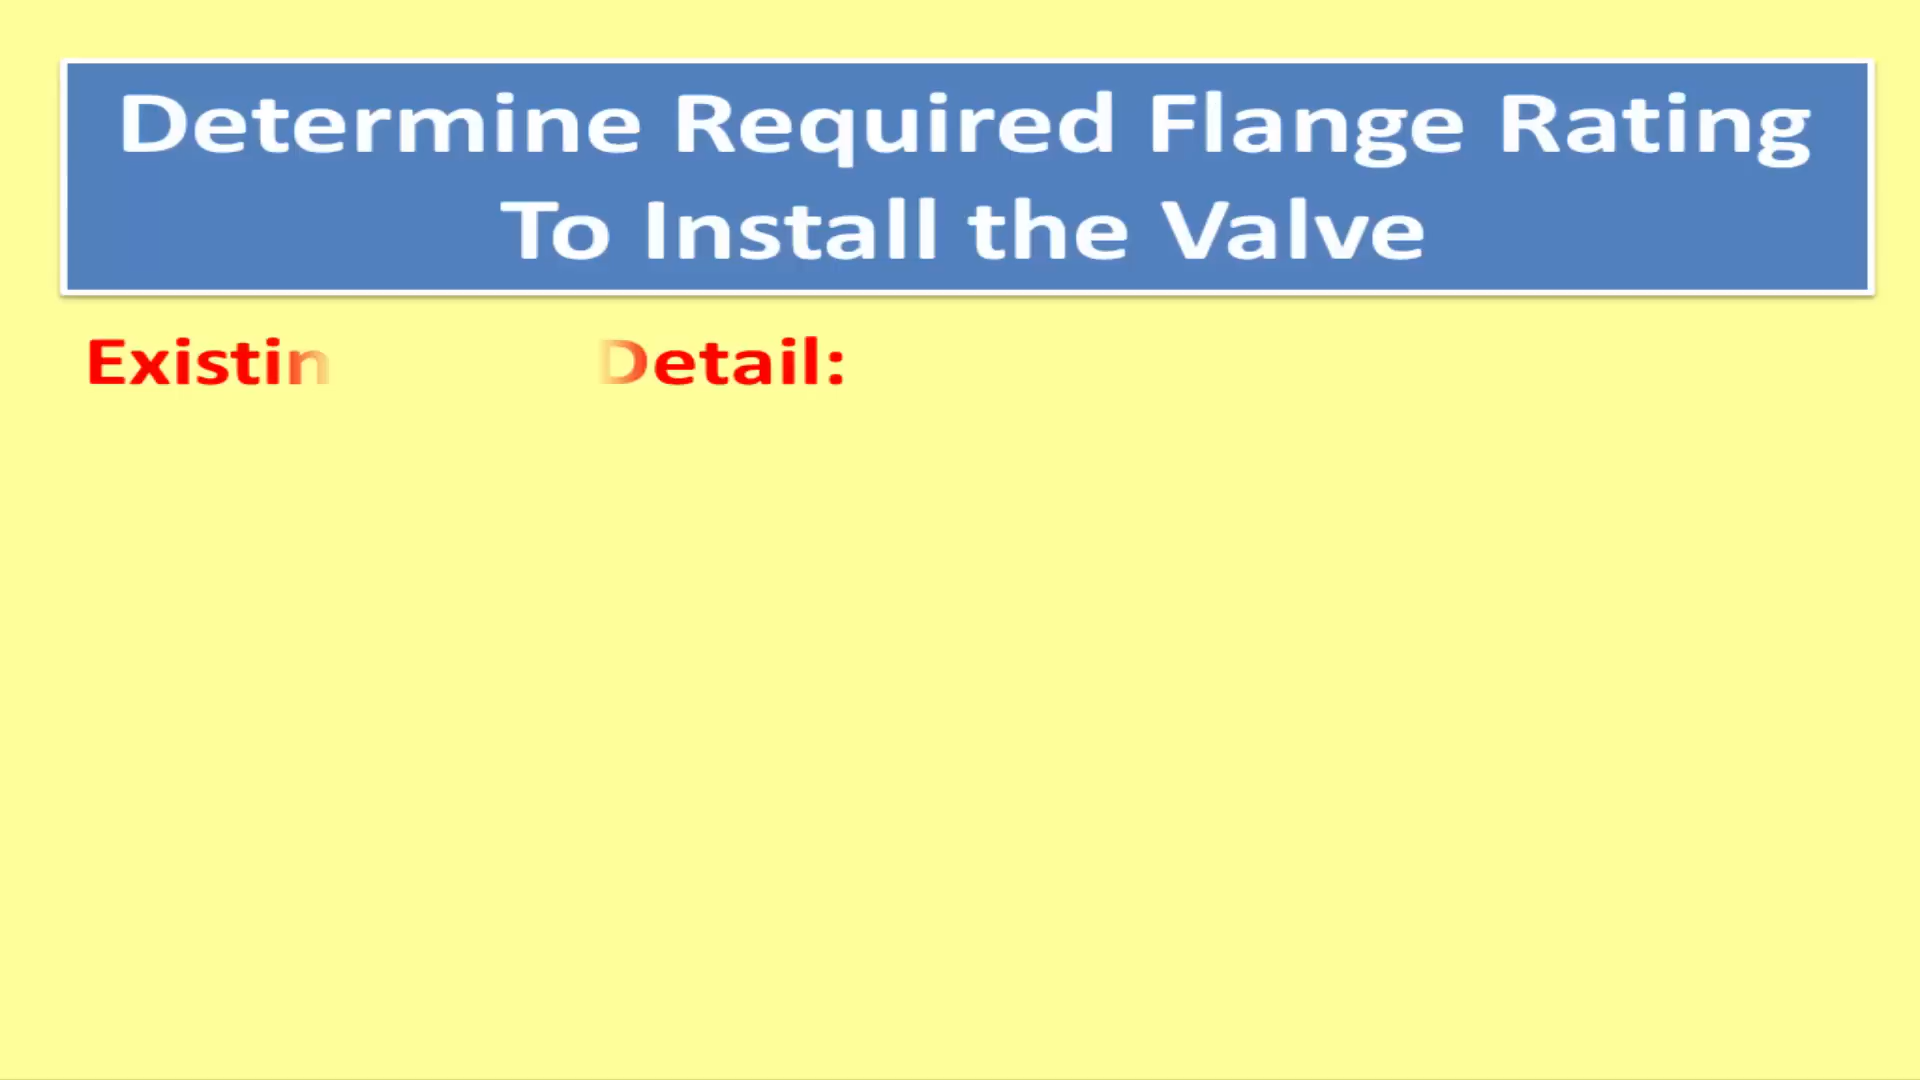 Determine Required Flange Rating
To Install the Valve
Existin Detail: